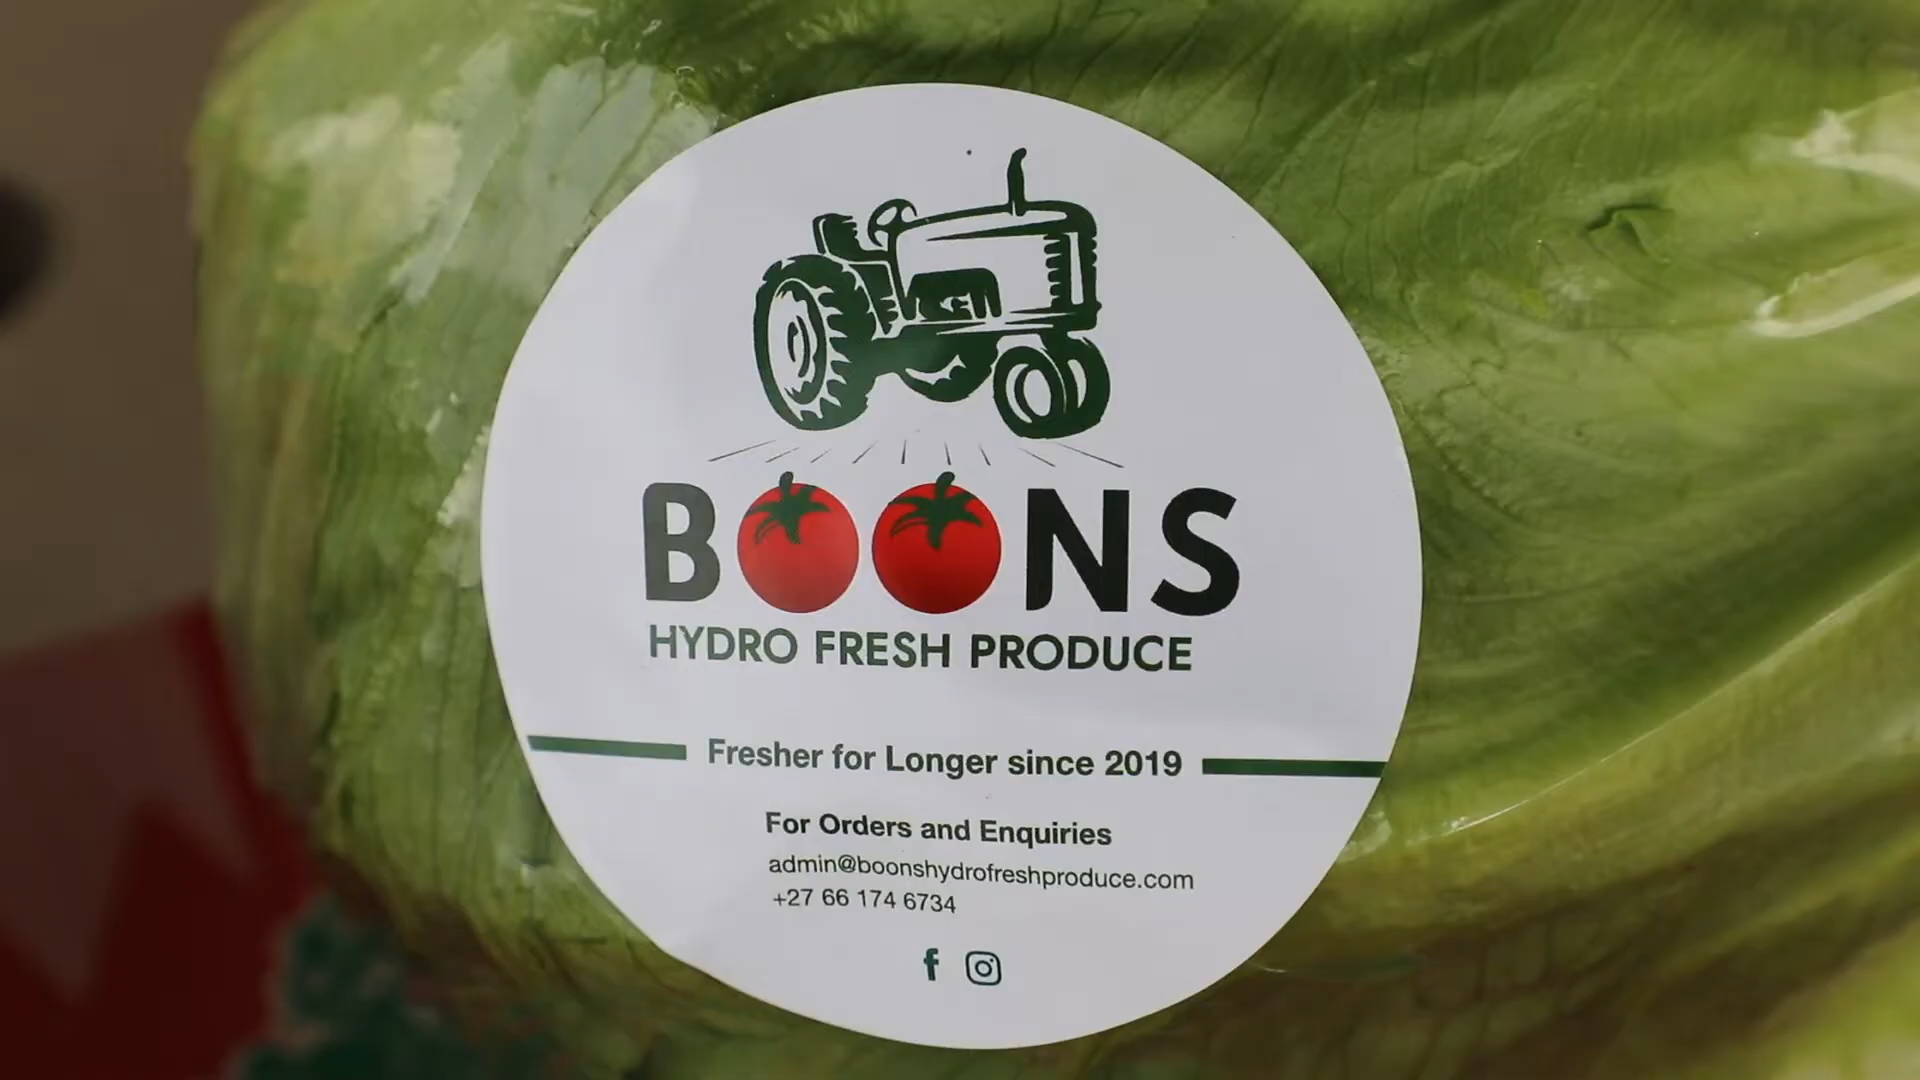 BOONS
HYDRO FRESH PRODUCE
Fresher for Longer since 2019
For Orders and Enquiries
admin@boonshydrofreshproduce.com
+27 66 174 6734